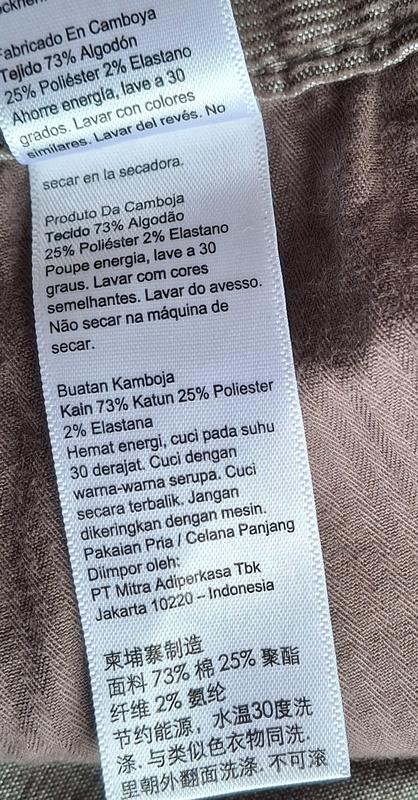 Fabricado En Camboya
Tejido 73% Algodón
25% Poliéster 2% Elastano
Ahorre energía, lave a 30
grados. Lavar con colores
similares. Lavar del revés. No
secar en la secadora.
Produto Da Camboja
Tecido 73% Algodão
25% Poliéster 2% Elastano
Poupe energia, lave a 30
graus. Lavar com cores
semelhantes. Lavar do avesso.
Não secar na máquina de
secar.
Buatan Kamboja
Kain 73% Katun 25% Poliester
2% Elastana
Hemat energi, cuci pada suhu
30 derajat. Cuci dengan
warna-warna serupa. Cuci
secara terbalik. Jangan
dikeringkan dengan mesin.
Pakaian Pria / Celana Panjang
Diimpor oleh:
PT Mitra Adiperkasa Tbk
Jakarta 10220 – Indonesia
柬埔寨制造
面料 73% 棉 25% 聚酯
纤维 2% 氨纶
节约能源，水温30度洗
涤. 与类似色衣物同洗.
里朝外翻面洗涤. 不可滚